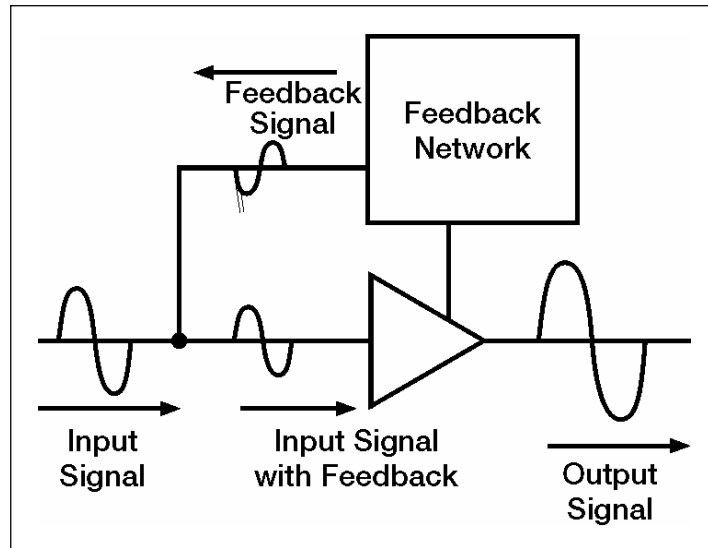 Feedback
Signal
Feedback
Network
Input
Signal
Input Signal
with Feedback
Output
Signal